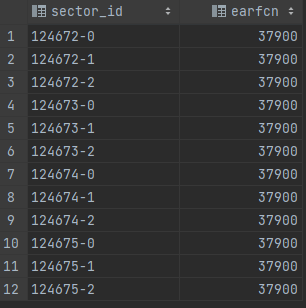 sector_id earfcn
1 124672-0 37900
2 124672-1 37900
3 124672-2 37900
4 124673-0 37900
5 124673-1 37900
6 124673-2 37900
7 124674-0 37900
8 124674-1 37900
9 124674-2 37900
10 124675-0 37900
11 124675-1 37900
12 124675-2 37900